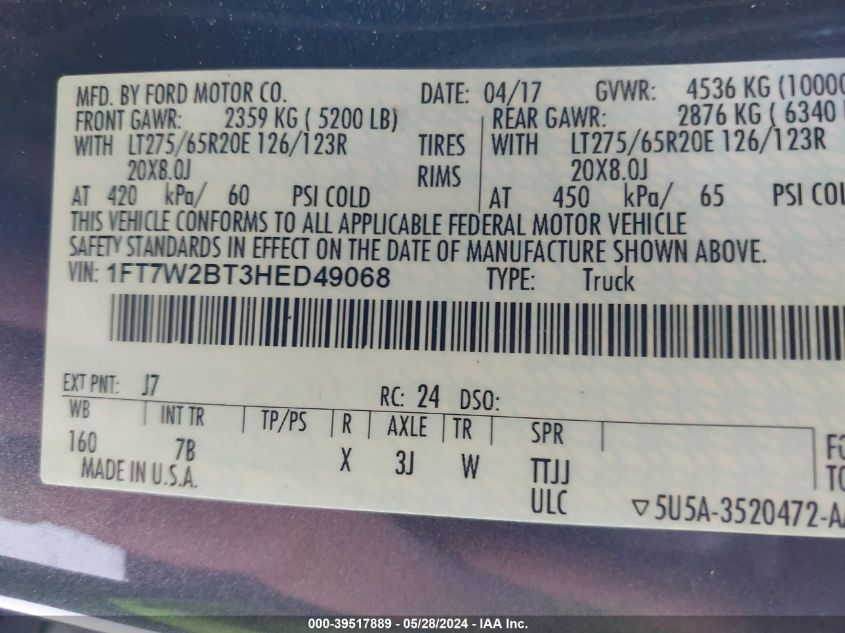 MFD. BY FORD MOTOR CO. DATE: 04/17 GVWR: 4536 KG (10000
FRONT GAWR: 2359 KG ( 5200 LB) REAR GAWR: 2876 KG ( 6340 LB
WITH LT275/65R20E 126/123R TIRES WITH LT275/65R20E 126/123R
20X8.0J RIMS 20X8.0J
AT 420 kPa/ 60 PSI COLD AT 450 kPa/ 65 PSI COL
THIS VEHICLE CONFORMS TO ALL APPLICABLE FEDERAL MOTOR VEHICLE
SAFETY STANDARDS IN EFFECT ON THE DATE OF MANUFACTURE SHOWN ABOVE.
VIN: 1FT7W2BT3HED49068 TYPE: Truck
EXT PNT: J7 RC: 24 DSO:
WB | INT TR | TP/PS | R | AXLE | TR | SPR
160 7B X 3J W TTJJ
MADE IN U.S.A. ULC ▽5U5A-3520472-A
FO
TO
000-39517889 - 05/28/2024 - IAA Inc.